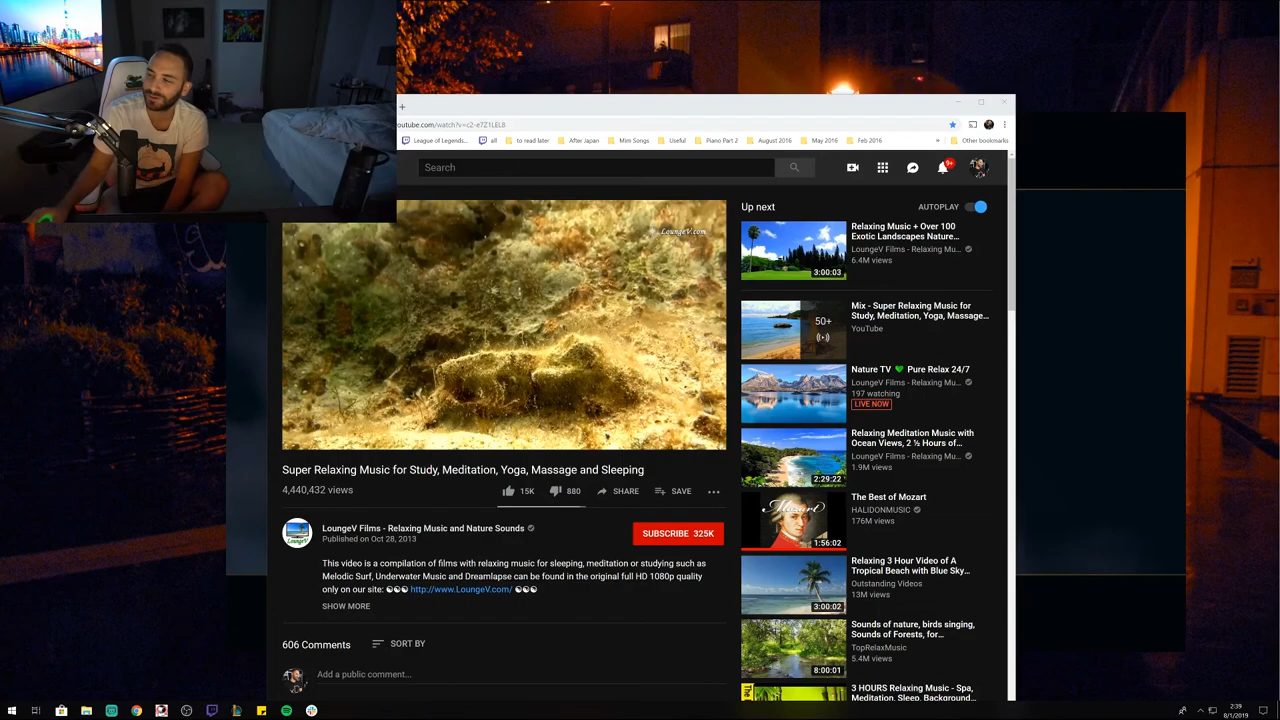 youtube.com/watch?v=c2-e7Z1LEL8
League of Legends...
all
to read later
After Japan
Mim Songs
Useful
Piano Part 2
August 2016
May 2016
Feb 2016
»
Other bookmarks
Search
9+
LoungeV.com
Super Relaxing Music for Study, Meditation, Yoga, Massage and Sleeping
4,440,432 views
15K
880
SHARE
SAVE
LoungeV Films - Relaxing Music and Nature Sounds
Published on Oct 28, 2013
SUBSCRIBE 325K
This video is a compilation of films with relaxing music for sleeping, meditation or studying such as
Melodic Surf, Underwater Music and Dreamlapse can be found in the original full HD 1080p quality
only on our site: ☯☯☯ http://www.LoungeV.com/ ☯☯☯
SHOW MORE
606 Comments
SORT BY
Add a public comment...
Up next
AUTOPLAY
Relaxing Music + Over 100
Exotic Landscapes Nature...
LoungeV Films - Relaxing Mu...
6.4M views
3:00:03
Mix - Super Relaxing Music for
Study, Meditation, Yoga, Massage...
YouTube
50+
Nature TV 💚 Pure Relax 24/7
LoungeV Films - Relaxing Mu...
197 watching
LIVE NOW
Relaxing Meditation Music with
Ocean Views, 2 ½ Hours of...
LoungeV Films - Relaxing Mu...
1.9M views
2:29:22
The Best of Mozart
HALIDONMUSIC
176M views
Mozart
1:56:02
Relaxing 3 Hour Video of A
Tropical Beach with Blue Sky...
Outstanding Videos
13M views
3:00:02
Sounds of nature, birds singing,
Sounds of Forests, for...
TopRelaxMusic
5.4M views
8:00:01
3 HOURS Relaxing Music - Spa,
Meditation, Sleep, Background...
The
2:39
8/1/2019